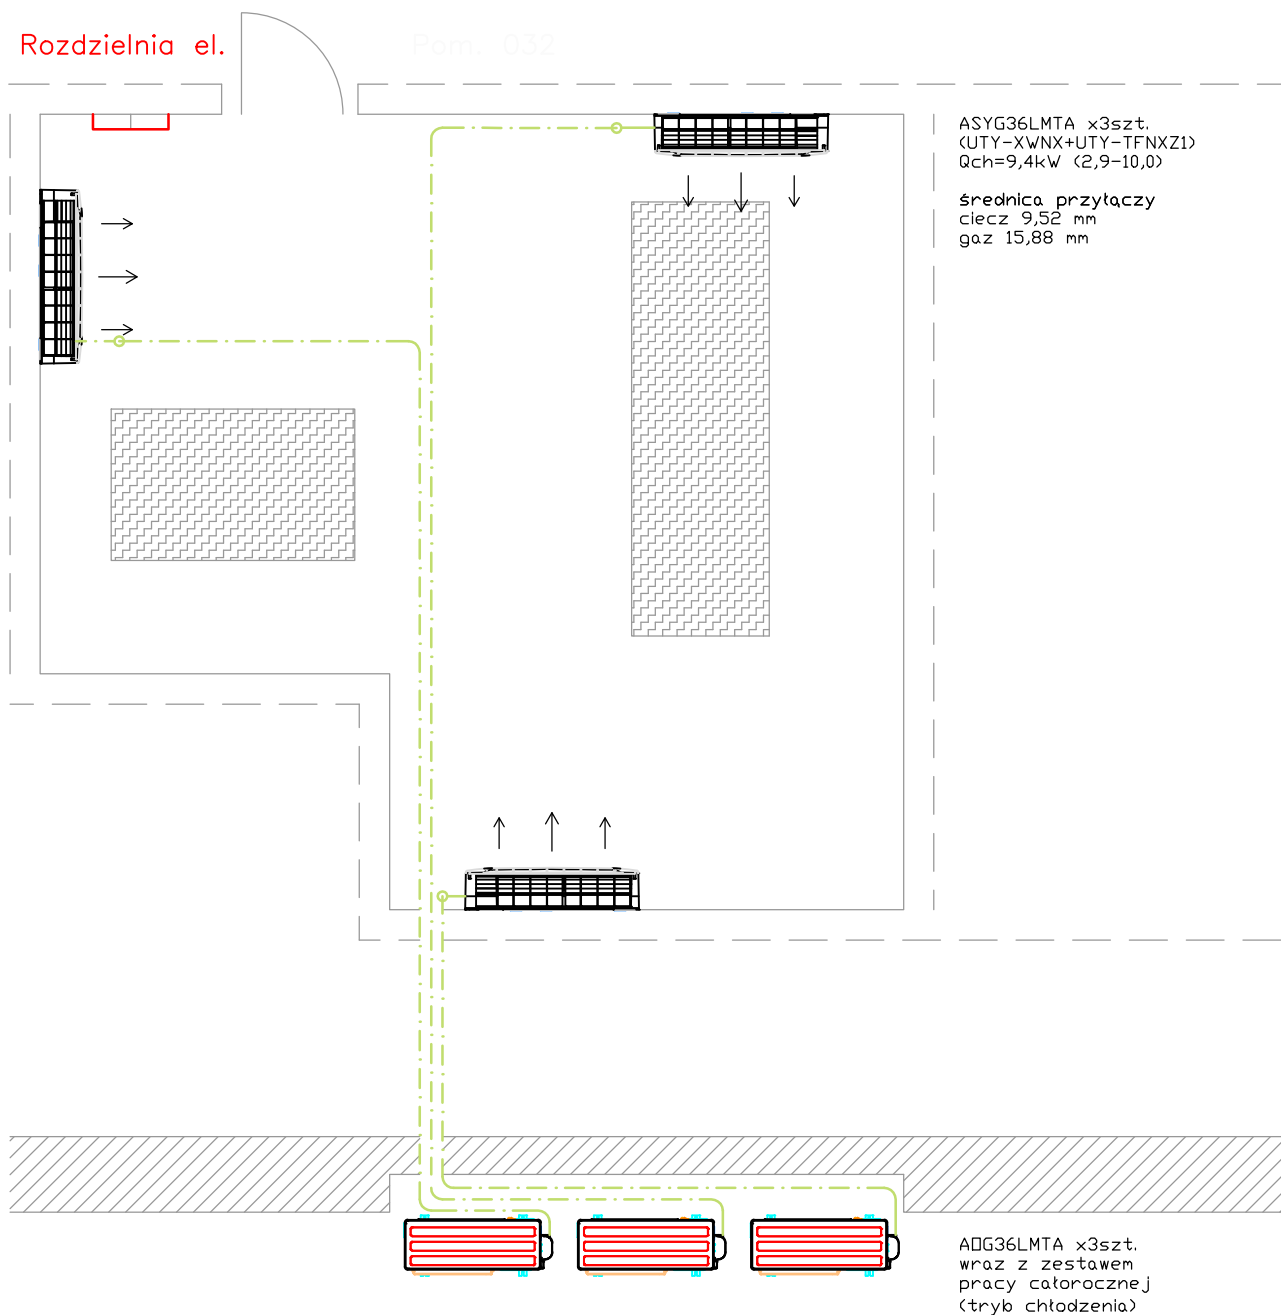 Rozdzielnia el.
Pom. 032
ASYG36LMTA x3szt.
(UTY-XWNX+UTY-TFNXZ1)
Qch=9,4kW (2,9-10,0)
średnica przyłączy
ciecz 9,52 mm
gaz 15,88 mm
A▯G36LMTA x3szt.
wraz z zestawem
pracy całorocznej
(tryb chłodzenia)